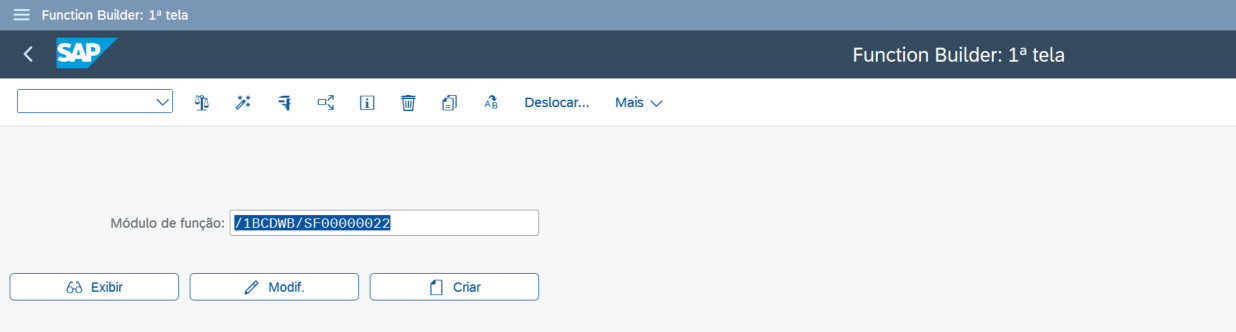 Function Builder: 1ª tela
SAP
Function Builder: 1ª tela
Deslocar... Mais
Módulo de função: /1BCDWB/SF00000022
Exibir Modif. Criar